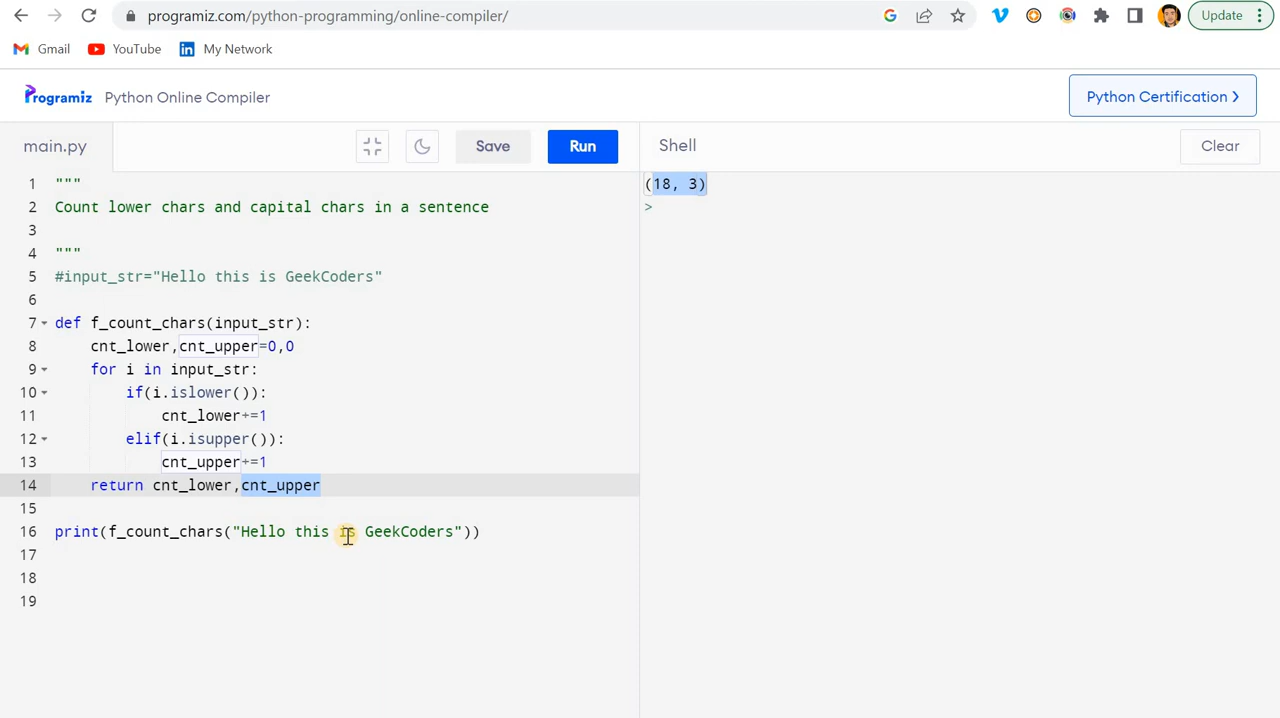 programiz.com/python-programming/online-compiler/
Update
Gmail YouTube My Network
Programiz Python Online Compiler Python Certification
main.py Save Run Shell Clear
1 """
2 Count lower chars and capital chars in a sentence
3
4 """
5 #input_str="Hello this is GeekCoders"
6
7 def f_count_chars(input_str):
8     cnt_lower,cnt_upper=0,0
9     for i in input_str:
10         if(i.islower()):
11             cnt_lower+=1
12         elif(i.isupper()):
13             cnt_upper+=1
14     return cnt_lower,cnt_upper
15
16 print(f_count_chars("Hello this is GeekCoders"))
17
18
19
(18, 3)
>